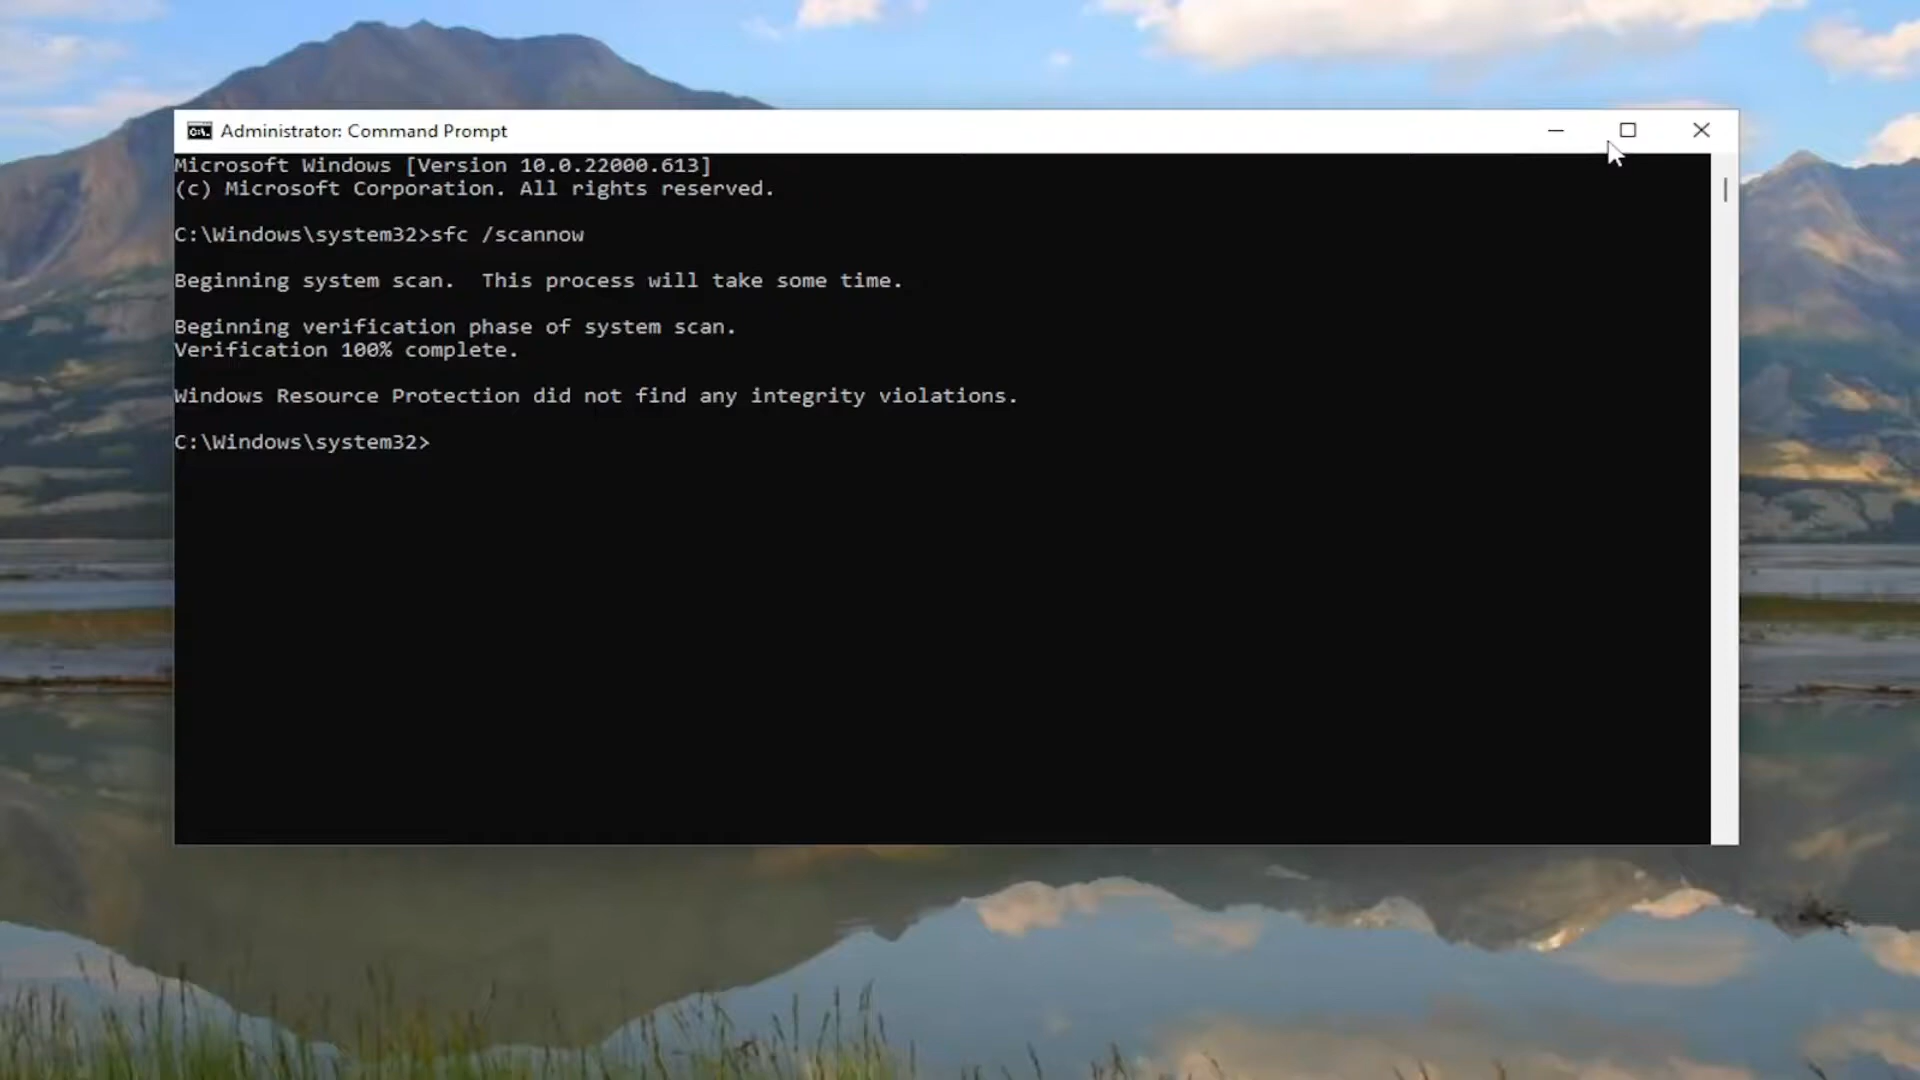 Administrator: Command Prompt
Microsoft Windows [Version 10.0.22000.613]
(c) Microsoft Corporation. All rights reserved.
C:\Windows\system32>sfc /scannow
Beginning system scan.  This process will take some time.
Beginning verification phase of system scan.
Verification 100% complete.
Windows Resource Protection did not find any integrity violations.
C:\Windows\system32>